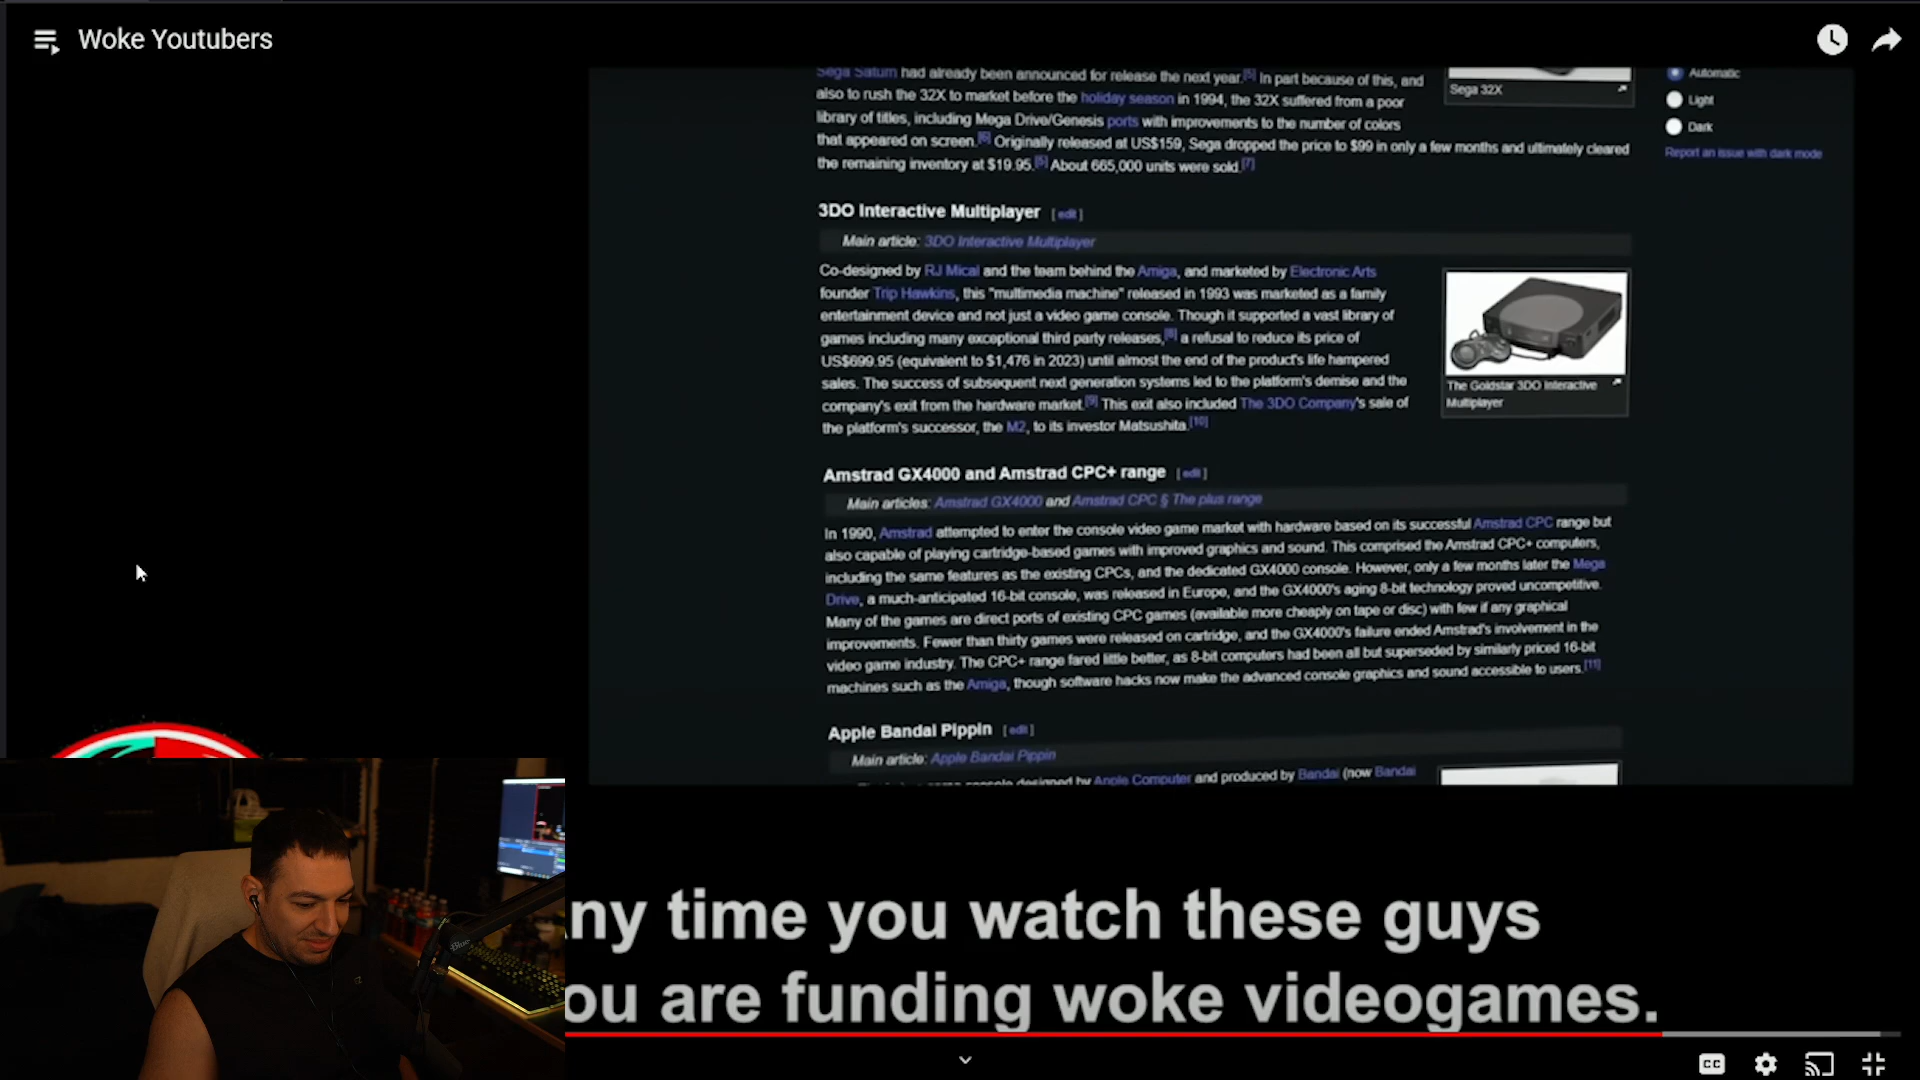 Woke Youtubers
Sega Saturn had already been announced for release the next year.[5] In part because of this, and
also to rush the 32X to market before the holiday season in 1994, the 32X suffered from a poor
library of titles, including Mega Drive/Genesis ports with improvements to the number of colors
that appeared on screen.[6] Originally released at US$159, Sega dropped the price to $99 in only a few months and ultimately cleared
the remaining inventory at $19.95.[5] About 665,000 units were sold.[7]
Sega 32X
Automatic
Light
Dark
Report an issue with dark mode
3DO Interactive Multiplayer [edit]
Main article: 3DO Interactive Multiplayer
Co-designed by RJ Mical and the team behind the Amiga, and marketed by Electronic Arts
founder Trip Hawkins, this "multimedia machine" released in 1993 was marketed as a family
entertainment device and not just a video game console. Though it supported a vast library of
games including many exceptional third party releases,[8] a refusal to reduce its price of
US$699.95 (equivalent to $1,476 in 2023) until almost the end of the product's life hampered
sales. The success of subsequent next generation systems led to the platform's demise and the
company's exit from the hardware market.[9] This exit also included The 3DO Company's sale of
the platform's successor, the M2, to its investor Matsushita.[10]
The Goldstar 3DO Interactive
Multiplayer
Amstrad GX4000 and Amstrad CPC+ range [edit]
Main articles: Amstrad GX4000 and Amstrad CPC § The plus range
In 1990, Amstrad attempted to enter the console video game market with hardware based on its successful Amstrad CPC range but
also capable of playing cartridge-based games with improved graphics and sound. This comprised the Amstrad CPC+ computers,
including the same features as the existing CPCs, and the dedicated GX4000 console. However, only a few months later the Mega
Drive, a much-anticipated 16-bit console, was released in Europe, and the GX4000's aging 8-bit technology proved uncompetitive.
Many of the games are direct ports of existing CPC games (available more cheaply on tape or disc) with few if any graphical
improvements. Fewer than thirty games were released on cartridge, and the GX4000's failure ended Amstrad's involvement in the
video game industry. The CPC+ range fared little better, as 8-bit computers had been all but superseded by similarly priced 16-bit
machines such as the Amiga, though software hacks now make the advanced console graphics and sound accessible to users.[11]
Apple Bandai Pippin [edit]
Main article: Apple Bandai Pippin
console designed by Apple Computer and produced by Bandai (now Bandai
ny time you watch these guys
ou are funding woke videogames.
CC
Blue